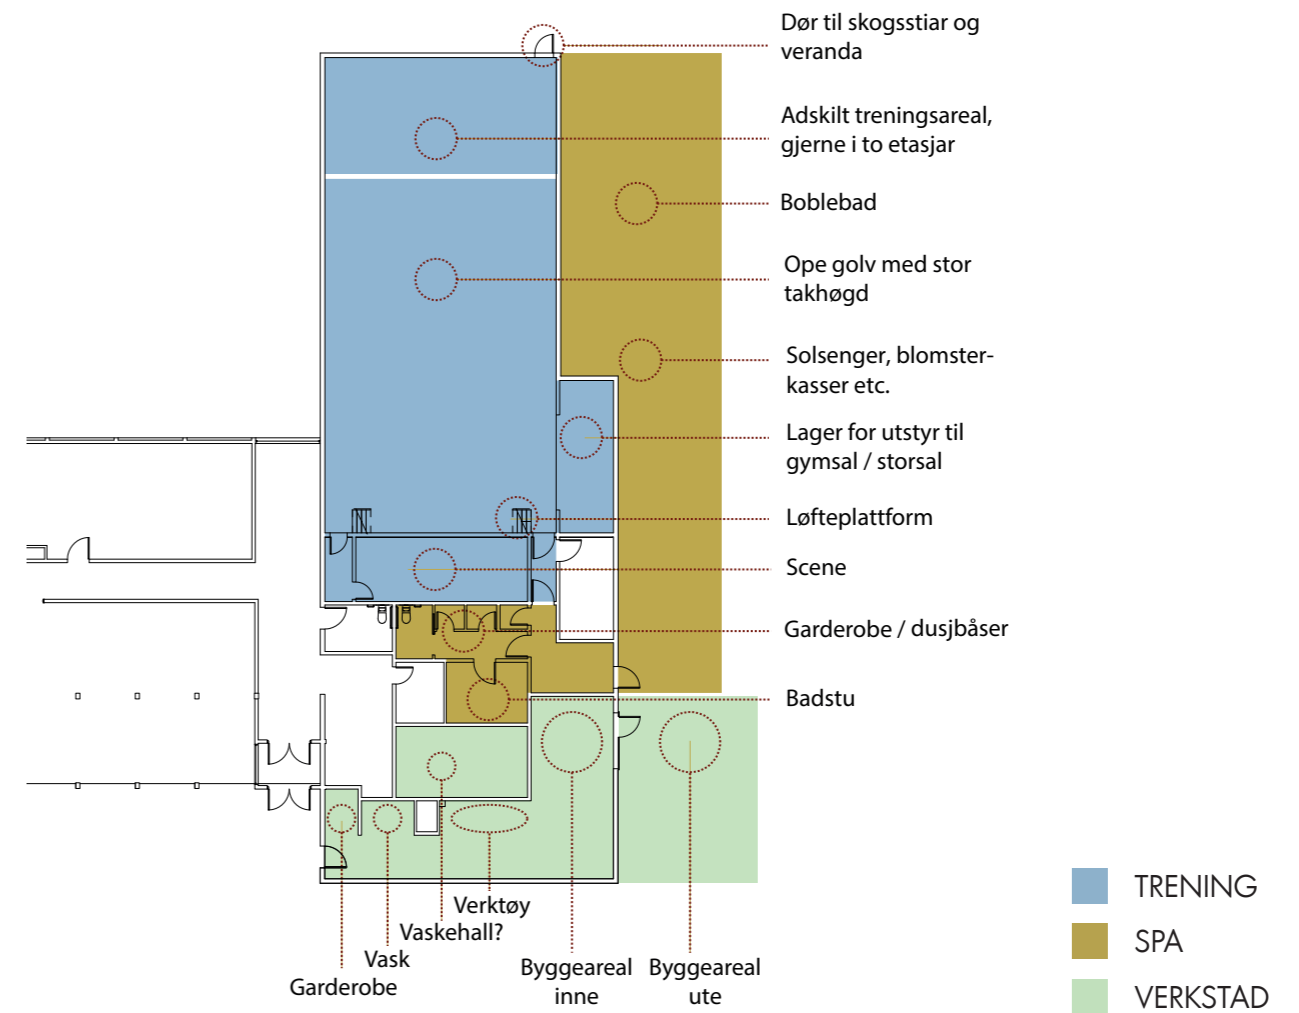 Dør til skogsstiar og
veranda
Adskilt treningsareal,
gjerne i to etasjar
Boblebad
Ope golv med stor
takhøgd
Solsenger, blomster-
kasser etc.
Lager for utstyr til
gymsal / storsal
Løfteplattform
Scene
Garderobe / dusjbåser
Badstu
Verktøy
Vaskehall?
Vask
Garderobe
Byggeareal
inne
Byggeareal
ute
TRENING
SPA
VERKSTAD